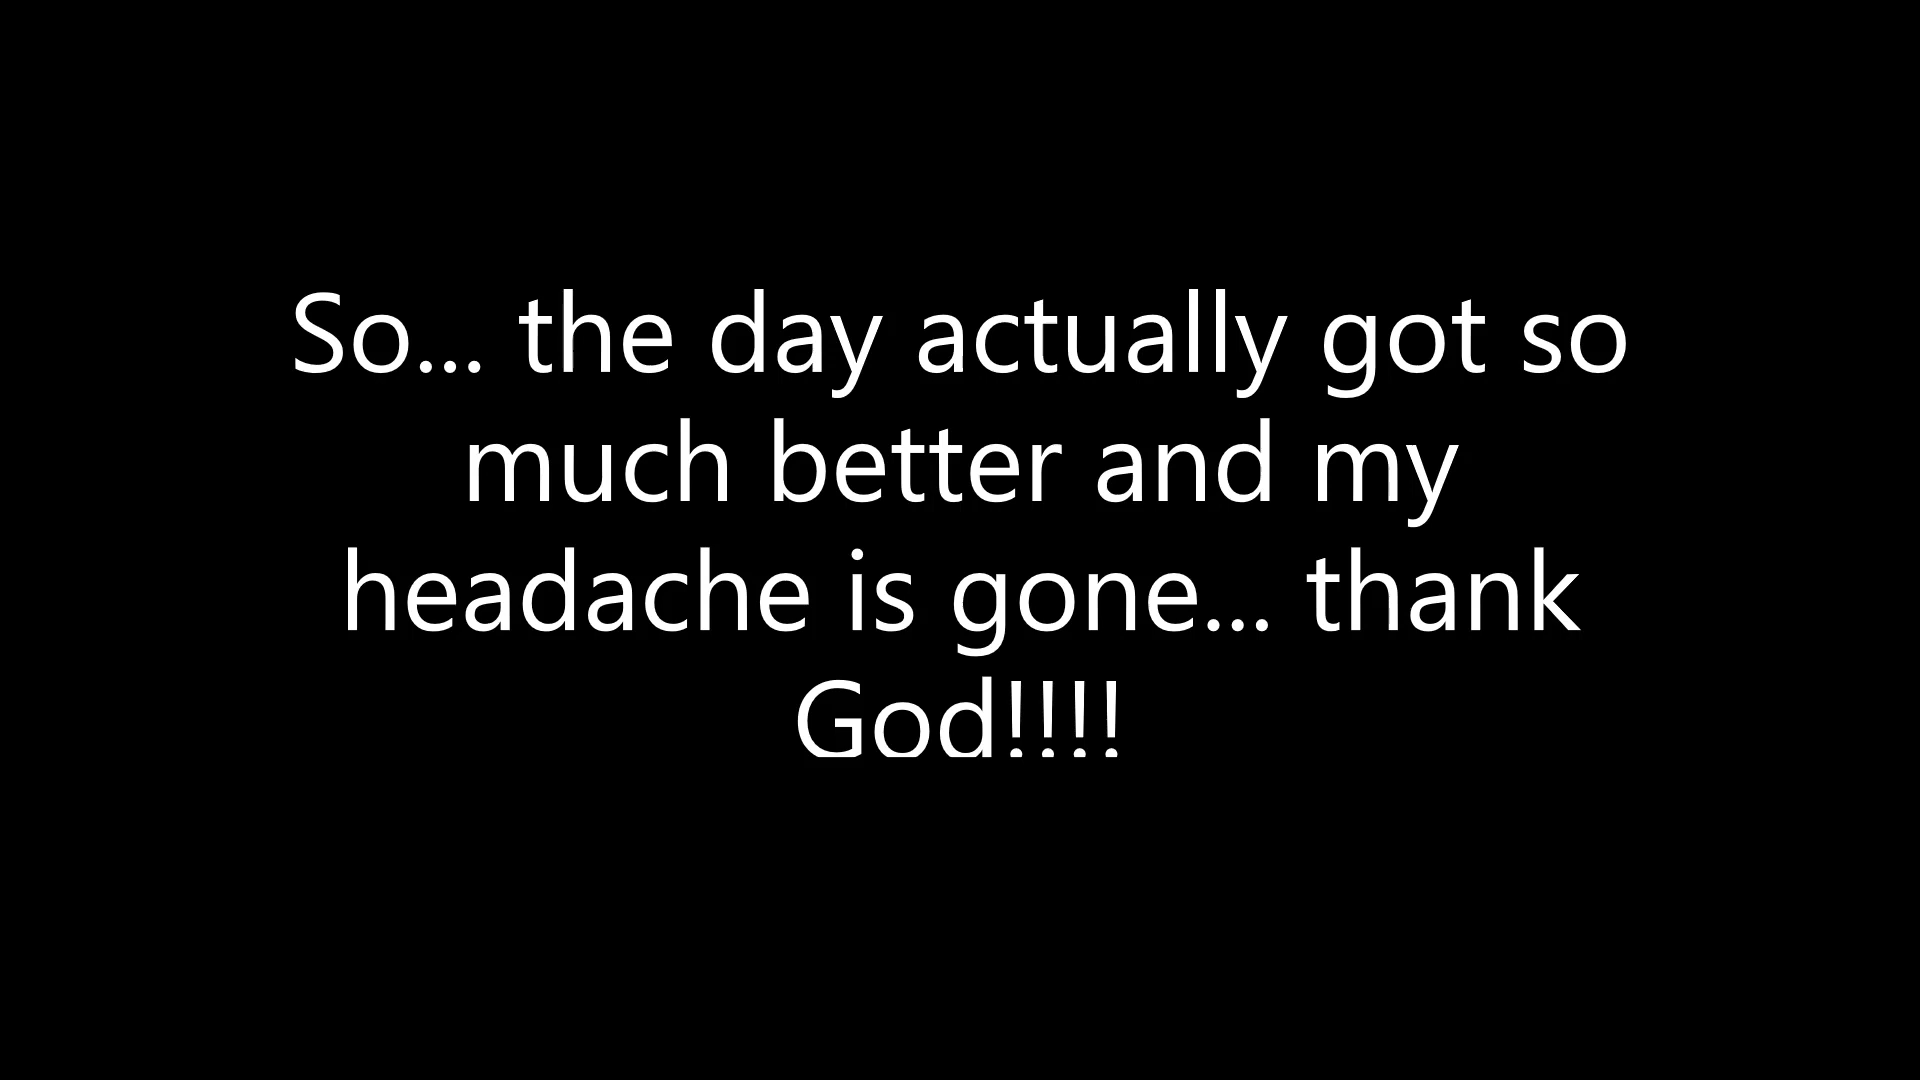 So... the day actually got so
much better and my
headache is gone... thank
God!!!!